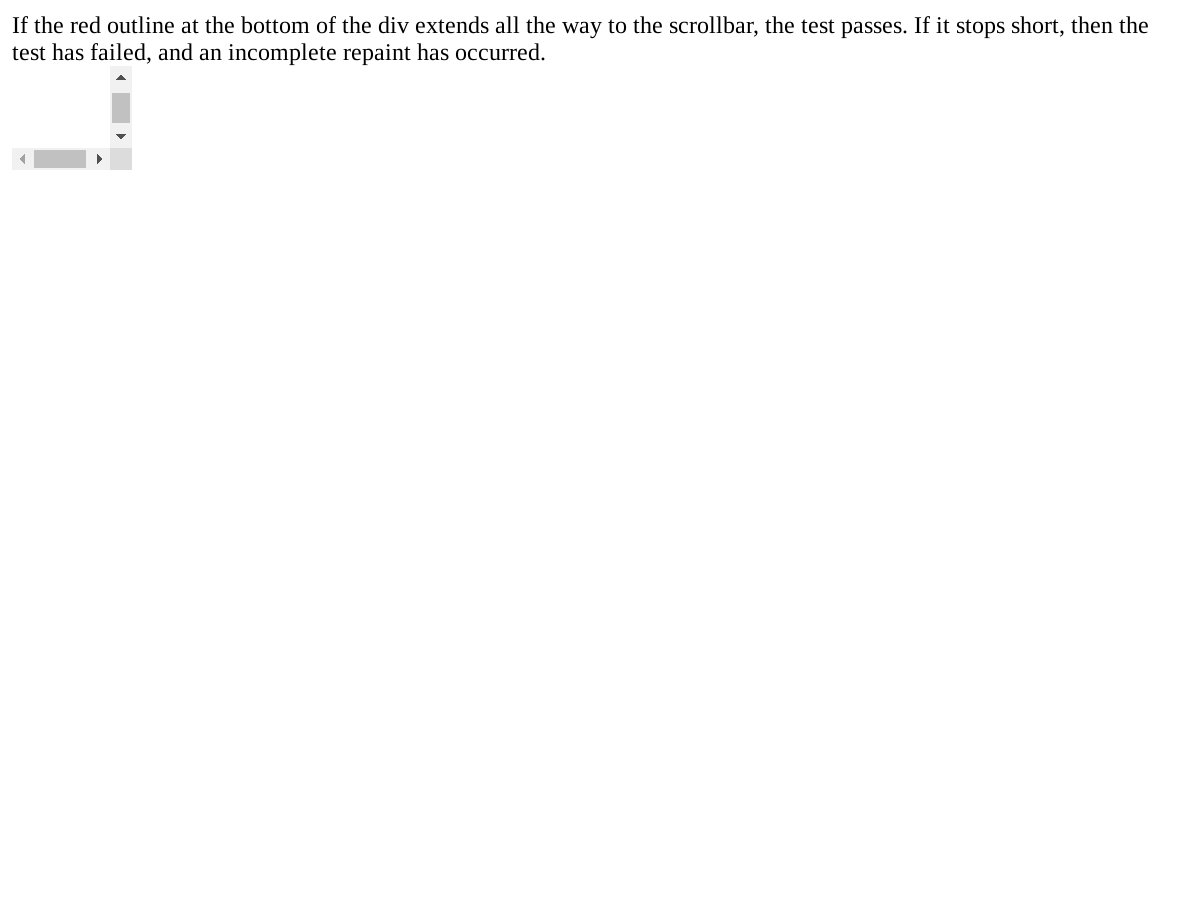 If the red outline at the bottom of the div extends all the way to the scrollbar, the test passes. If it stops short, then the
test has failed, and an incomplete repaint has occurred.